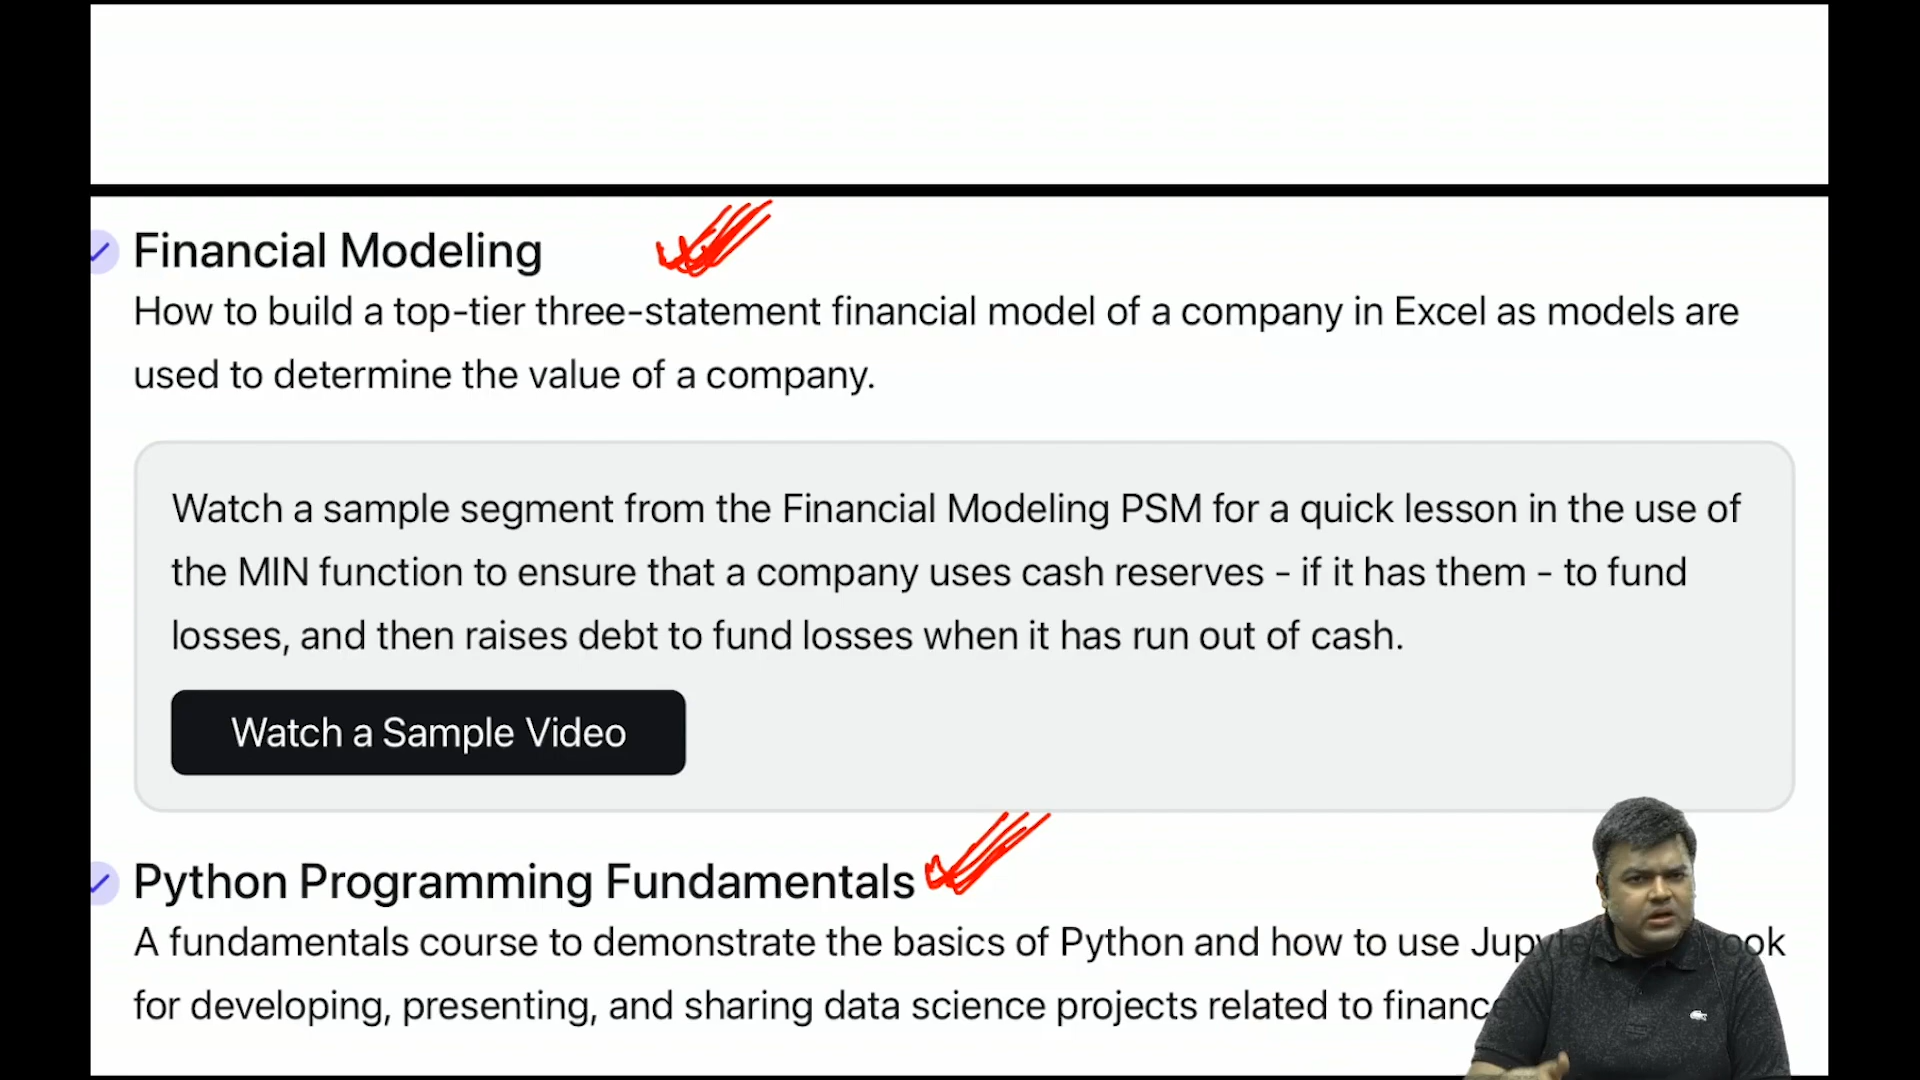 Financial Modeling
How to build a top-tier three-statement financial model of a company in Excel as models are
used to determine the value of a company.
Watch a sample segment from the Financial Modeling PSM for a quick lesson in the use of
the MIN function to ensure that a company uses cash reserves - if it has them - to fund
losses, and then raises debt to fund losses when it has run out of cash.
Watch a Sample Video
Python Programming Fundamentals
A fundamentals course to demonstrate the basics of Python and how to use
for developing, presenting, and sharing data science projects related to finance